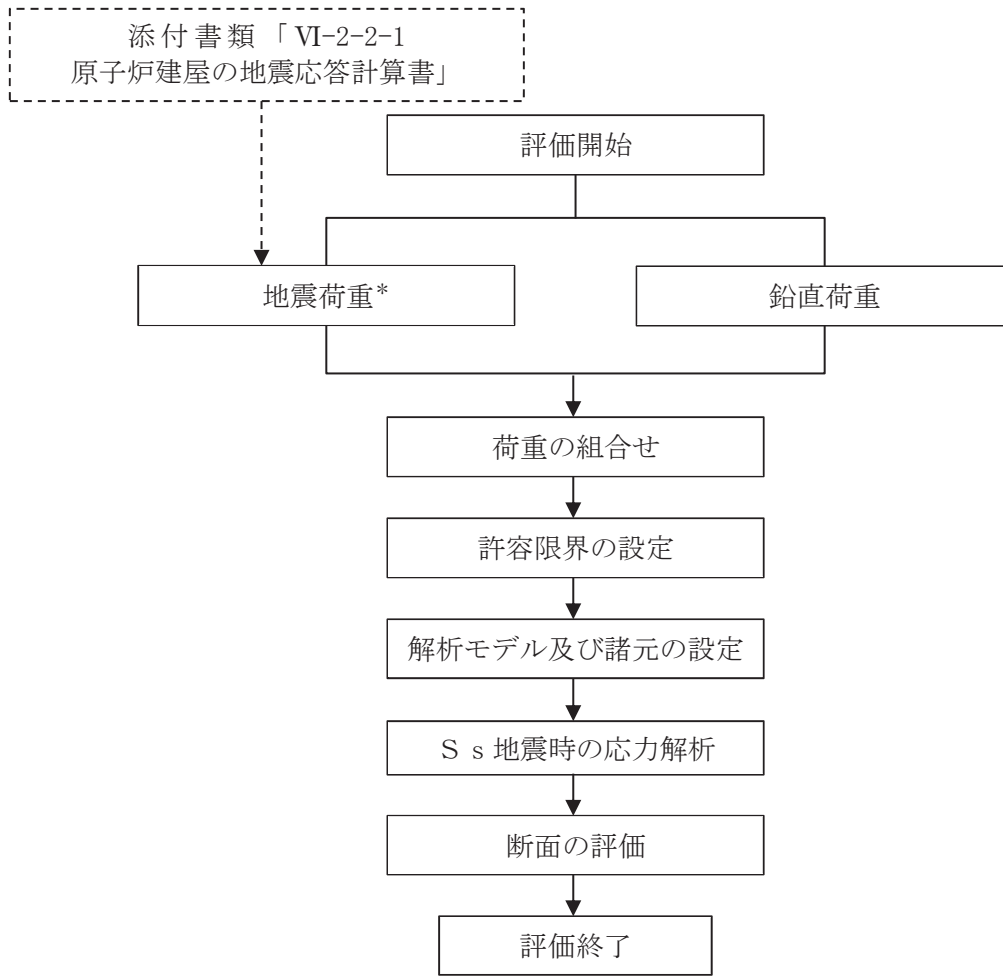 添付書類「Ⅵ-2-2-1
原子炉建屋の地震応答計算書」
評価開始
地震荷重*
鉛直荷重
荷重の組合せ
許容限界の設定
解析モデル及び諸元の設定
Ｓｓ地震時の応力解析
断面の評価
評価終了